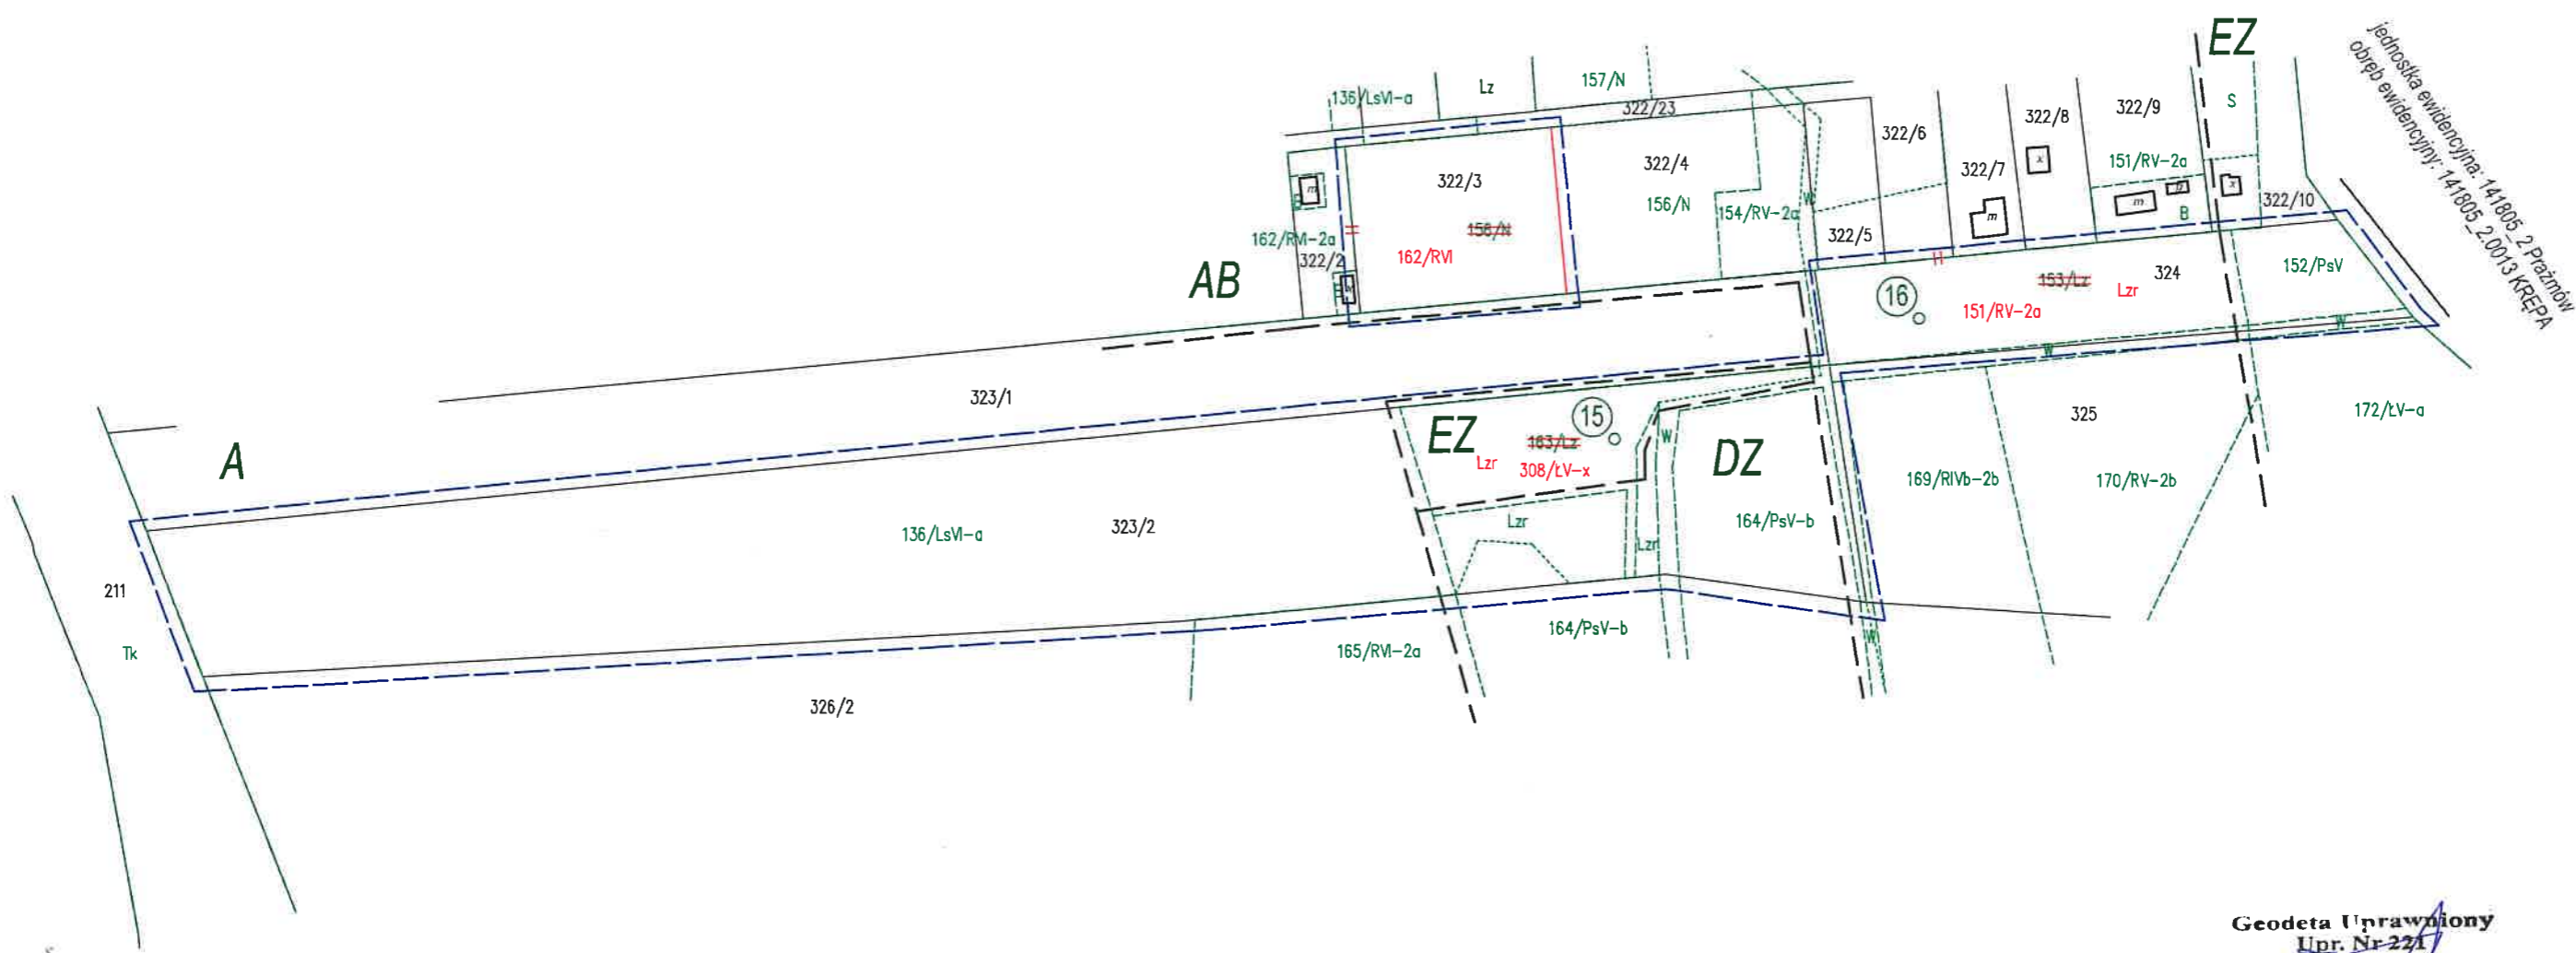 EZ
jednostka ewidencyjna: 141805_2 Prażmów
obręb ewidencyjny: 141805_2.0013 KRĘPA
136/LsVI-a
Lz
157/N
322/23
322/6
322/8
322/9
S
151/RV-2a
322/3
322/4
322/7
322/10
162/RVI-2a
322/2
158/N
162/RVI
156/N
154/RV-2a
W
322/5
m
x
m
x
m
B
AB
16
153/Lz
324
Lzr
151/RV-2a
152/PsV
W
W
323/1
A
EZ
15
163/Lz
Lzr
308/ŁV-x
W
DZ
325
172/ŁV-a
169/RIVb-2b
170/RV-2b
136/LsVI-a
323/2
Lzr
Lzr
164/PsV-b
211
Tk
326/2
165/RVI-2a
164/PsV-b
W
Geodeta Uprawniony
Upr. Nr 221